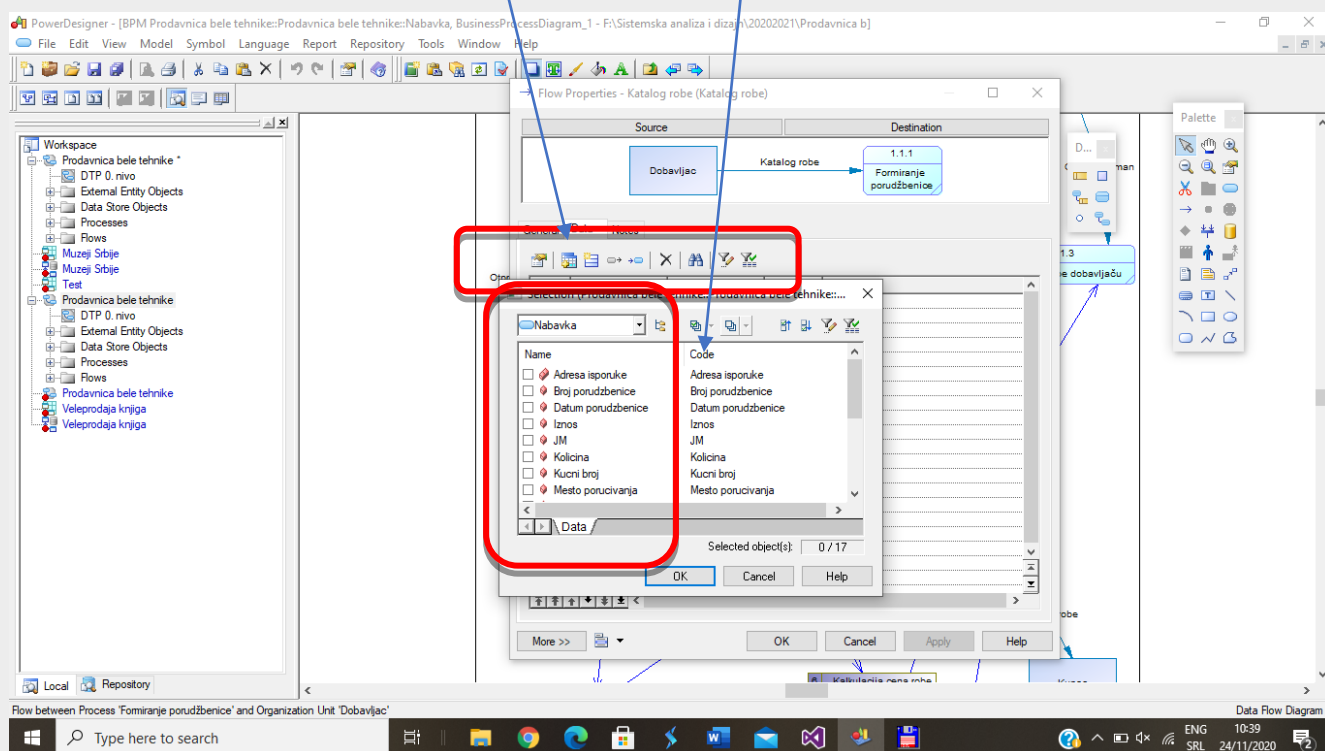 PowerDesigner - [BPM Prodavnica bele tehnike::Prodavnica bele tehnike::Nabavka, BusinessProcessDiagram_1 - F:\Sistemska analiza i dizajn\20202021\Prodavnica b]
File Edit View Model Symbol Language Report Repository Tools Window Help
Flow Properties - Katalog robe (Katalog robe)
Source Destination
Dobavljac
Katalog robe
1.1.1
Formiranje
porudžbenice
General Data Notes
Workspace
Prodavnica bele tehnike *
DTP 0. nivo
External Entity Objects
Data Store Objects
Processes
Flows
Muzeji Srbije
Muzeji Srbije
Test
Prodavnica bele tehnike
DTP 0. nivo
External Entity Objects
Data Store Objects
Processes
Flows
Prodavnica bele tehnike
Veleprodaja knjiga
Veleprodaja knjiga
Local Repository
Selection (Prodavnica bele tehnike::Prodavnica bele tehnike::...
Nabavka
Name Code
Adresa isporuke Adresa isporuke
Broj porudzbenice Broj porudzbenice
Datum porudzbenice Datum porudzbenice
Iznos Iznos
JM JM
Kolicina Kolicina
Kucni broj Kucni broj
Mesto porucivanja Mesto porucivanja
Data
Selected object(s): 0 / 17
OK Cancel Help
More >> OK Cancel Apply Help
D...
Palette
man
1.3
e dobavljaču
obe
Kalkulacija cena robe
Flow between Process 'Formiranje porudžbenice' and Organization Unit 'Dobavljac'
Data Flow Diagram
Type here to search
ENG
SRL
10:39
24/11/2020